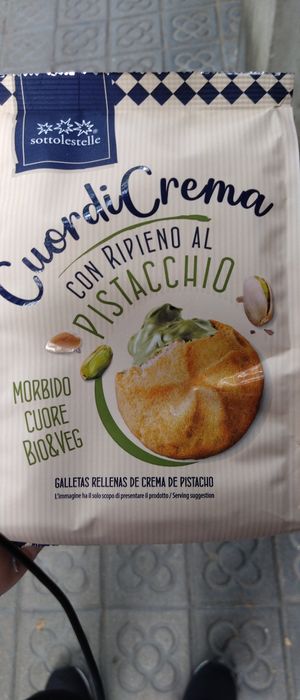 sottolestelle
CuordiCrema
CON RIPIENO AL
PISTACCHIO
MORBIDO
CUORE
BIO&VEG
GALLETAS RELLENAS DE CREMA DE PISTACHO
L'immagine ha il solo scopo di presentare il prodotto / Serving suggestion